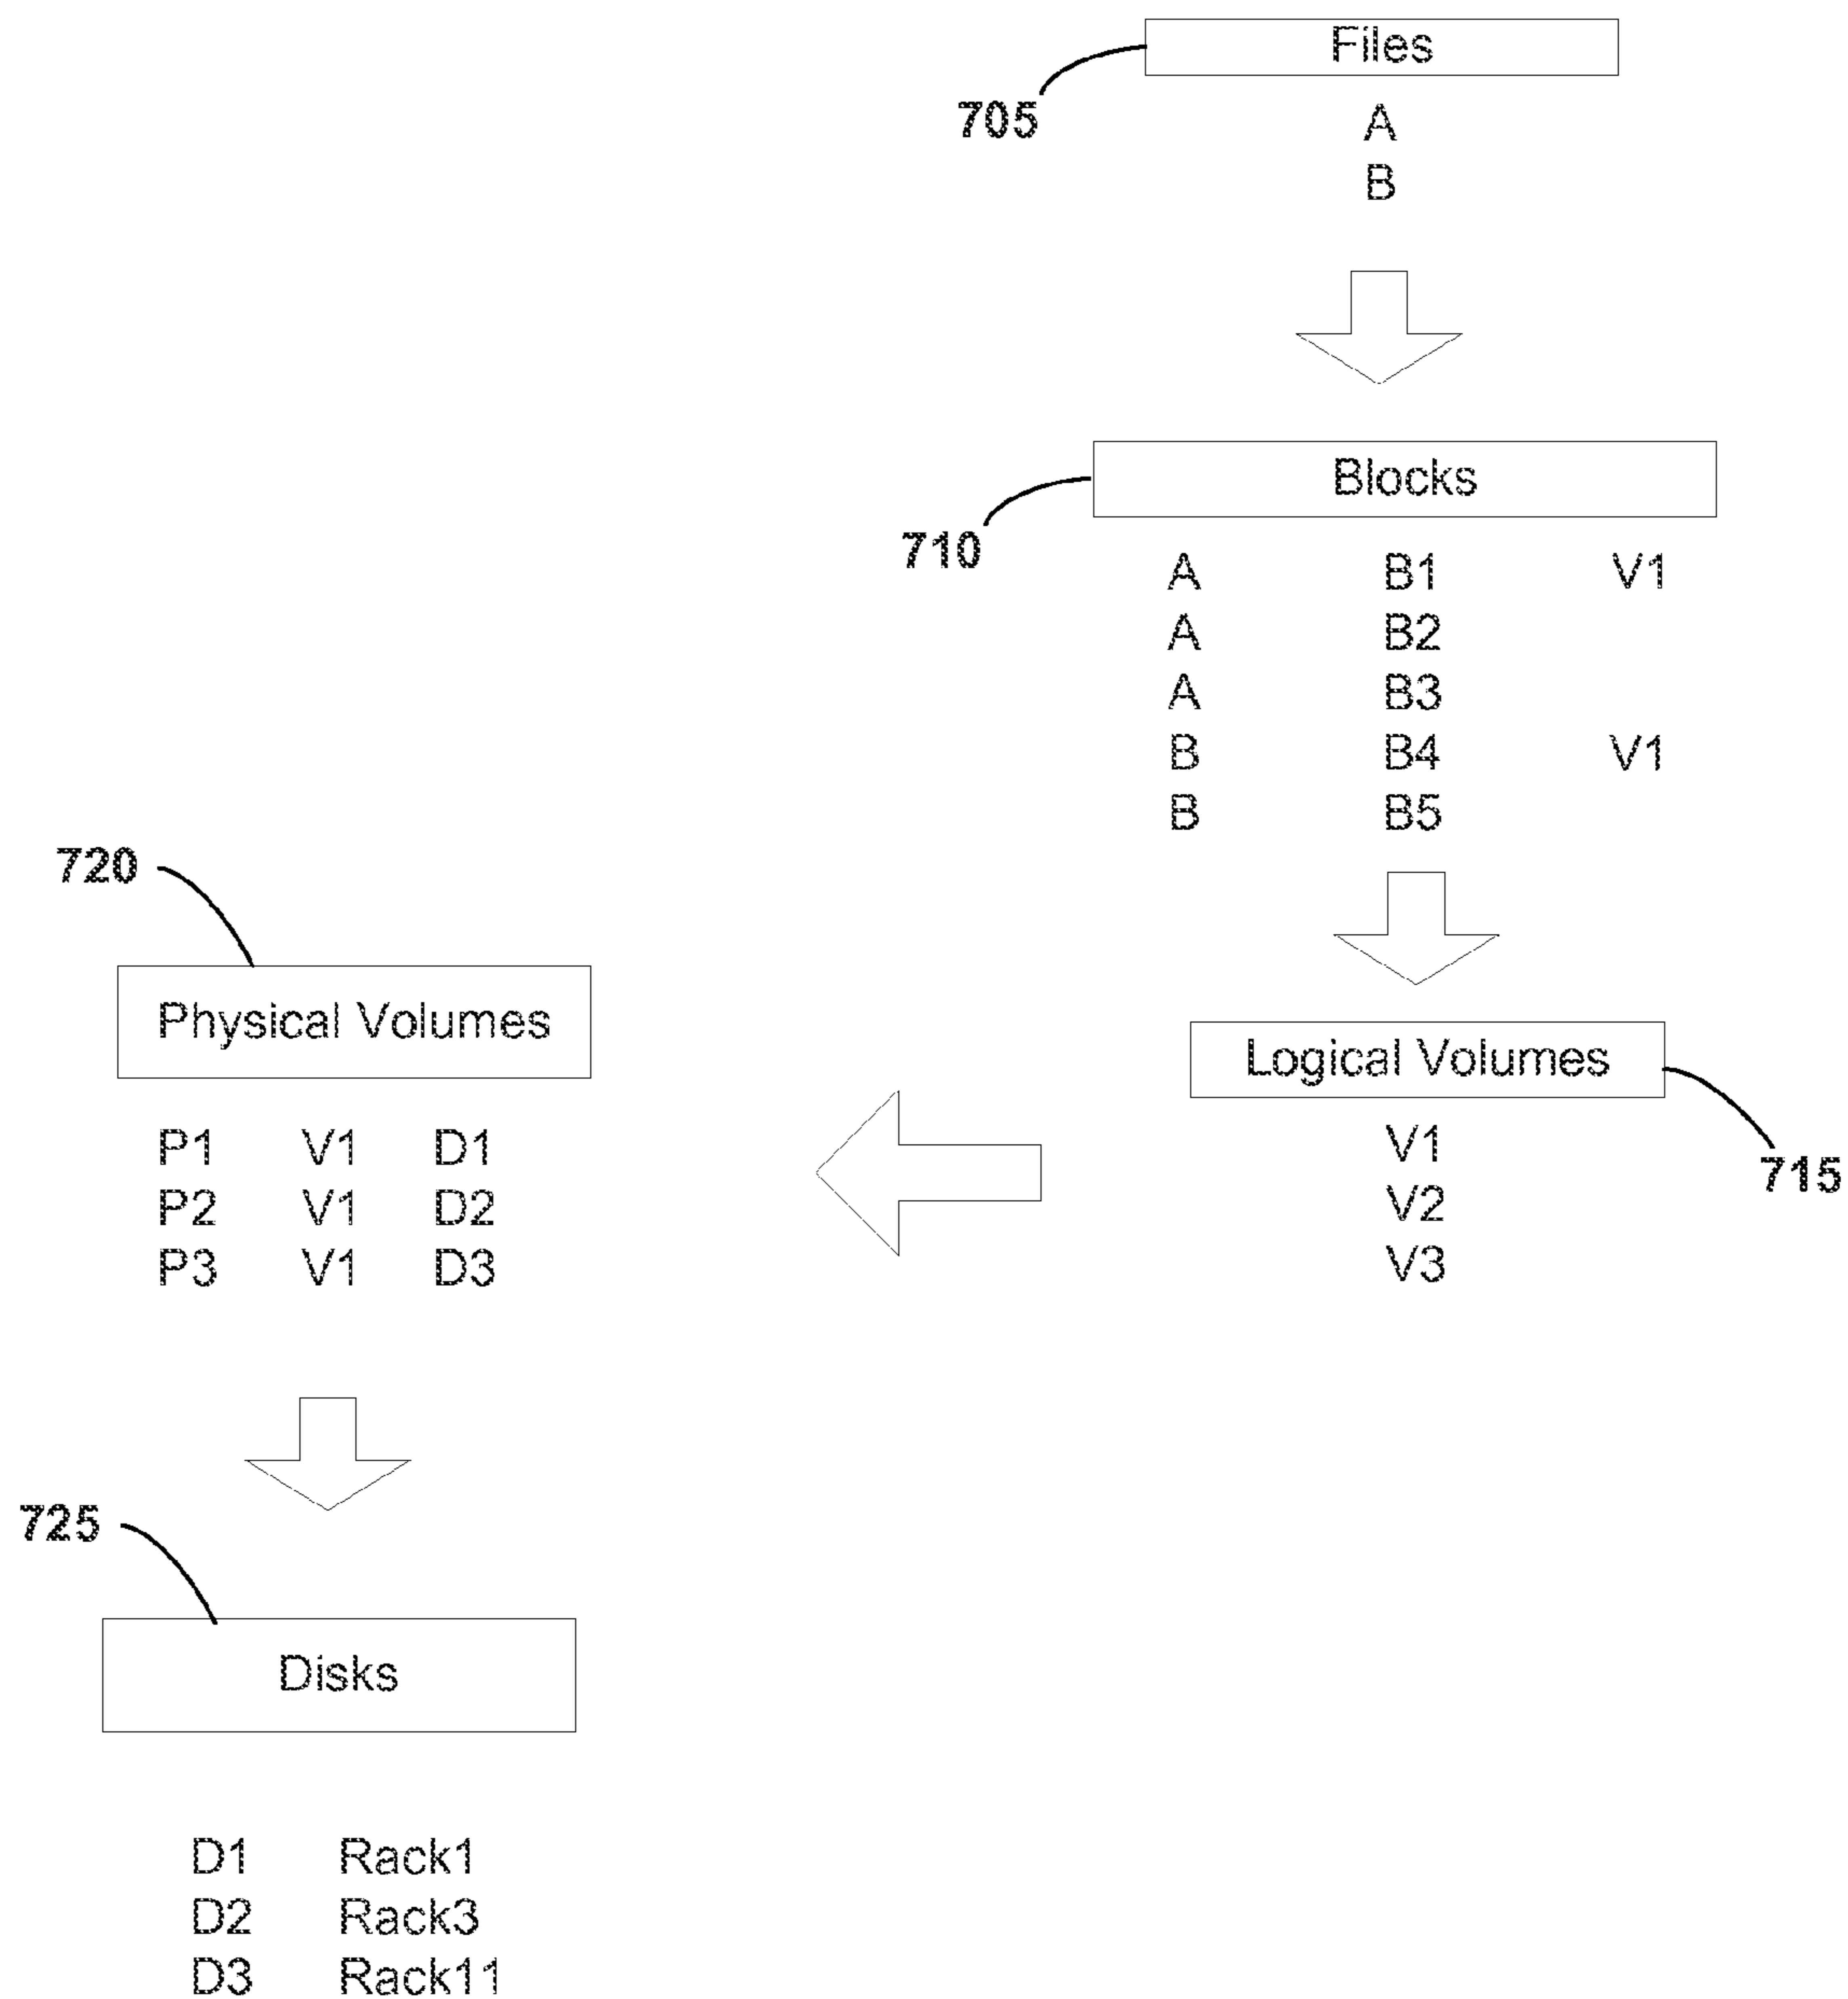 Files
705
A
B
Blocks
710
A B1 V1
A B2
A B3
B B4 V1
B B5
Logical Volumes
715
V1
V2
V3
720
Physical Volumes
P1 V1 D1
P2 V1 D2
P3 V1 D3
725
Disks
D1 Rack1
D2 Rack3
D3 Rack11